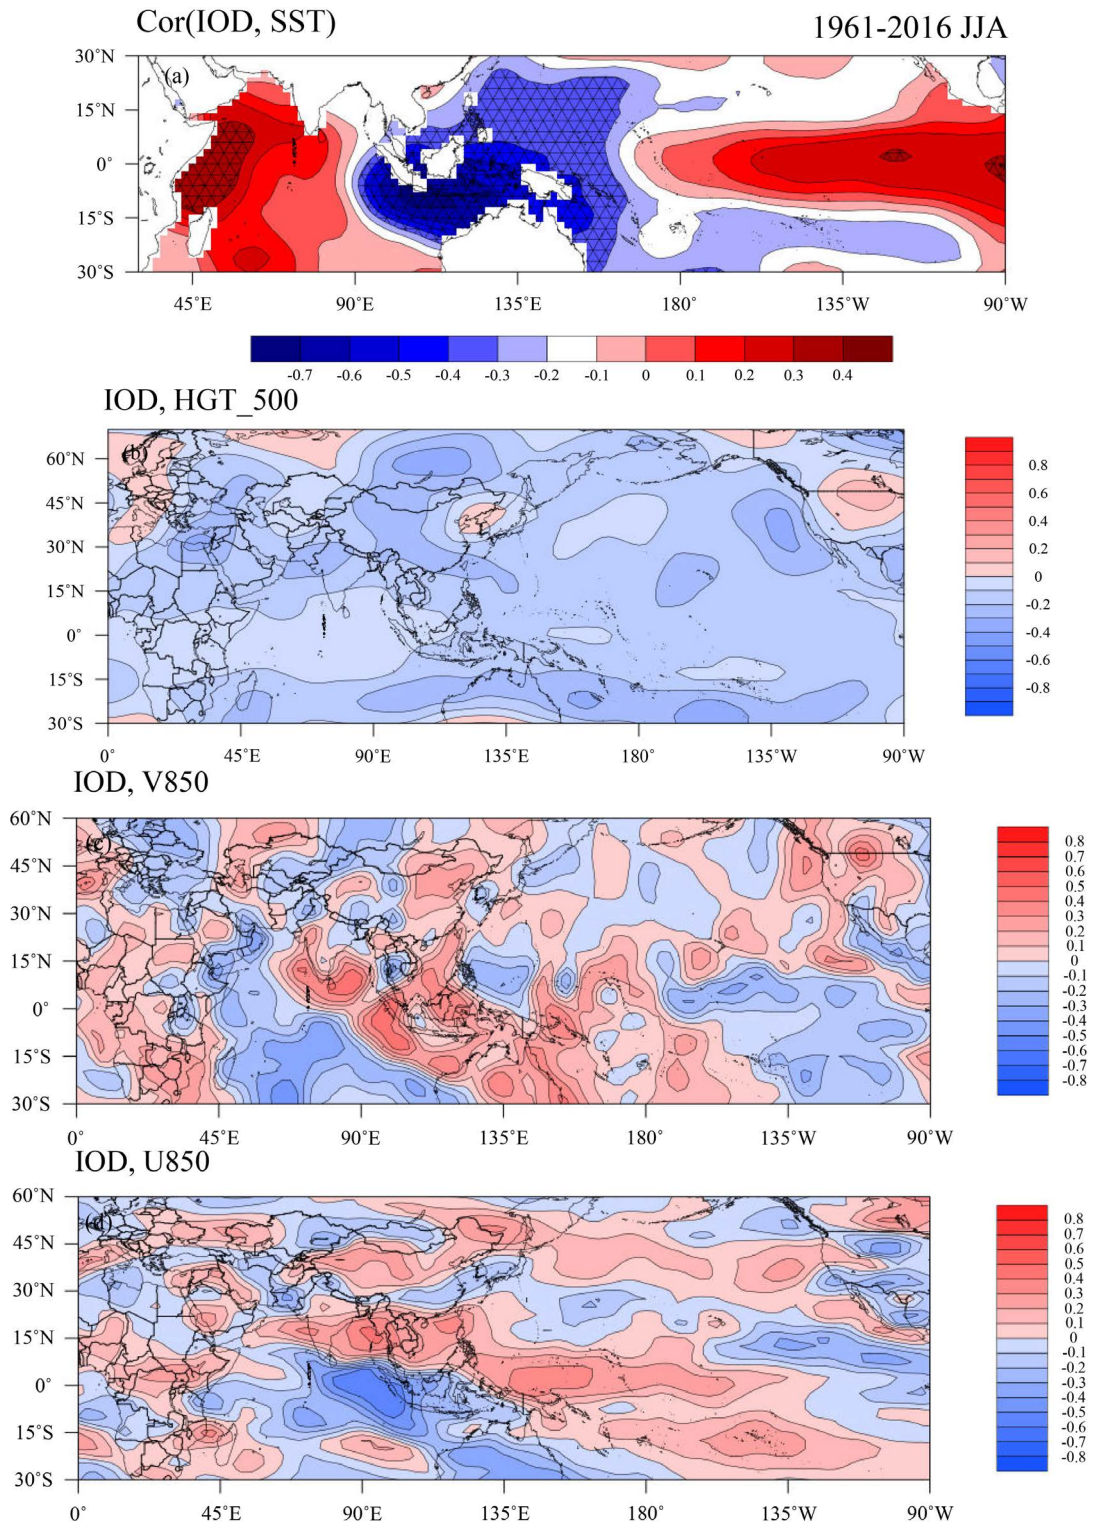 Cor(IOD, SST)
1961-2016 JJA
(a)
30˚N
15˚N
0˚
15˚S
30˚S
45˚E
90˚E
135˚E
180˚
135˚W
90˚W
-0.7
-0.6
-0.5
-0.4
-0.3
-0.2
-0.1
0
0.1
0.2
0.3
0.4
IOD, HGT_500
(b)
60˚N
45˚N
30˚N
15˚N
0˚
15˚S
30˚S
0˚
45˚E
90˚E
135˚E
180˚
135˚W
90˚W
0.8
0.6
0.4
0.2
0
-0.2
-0.4
-0.6
-0.8
IOD, V850
(c)
60˚N
45˚N
30˚N
15˚N
0˚
15˚S
30˚S
0˚
45˚E
90˚E
135˚E
180˚
135˚W
90˚W
0.8
0.7
0.6
0.5
0.4
0.3
0.2
0.1
0
-0.1
-0.2
-0.3
-0.4
-0.5
-0.6
-0.7
-0.8
IOD, U850
(d)
60˚N
45˚N
30˚N
15˚N
0˚
15˚S
30˚S
0˚
45˚E
90˚E
135˚E
180˚
135˚W
90˚W
0.8
0.7
0.6
0.5
0.4
0.3
0.2
0.1
0
-0.1
-0.2
-0.3
-0.4
-0.5
-0.6
-0.7
-0.8